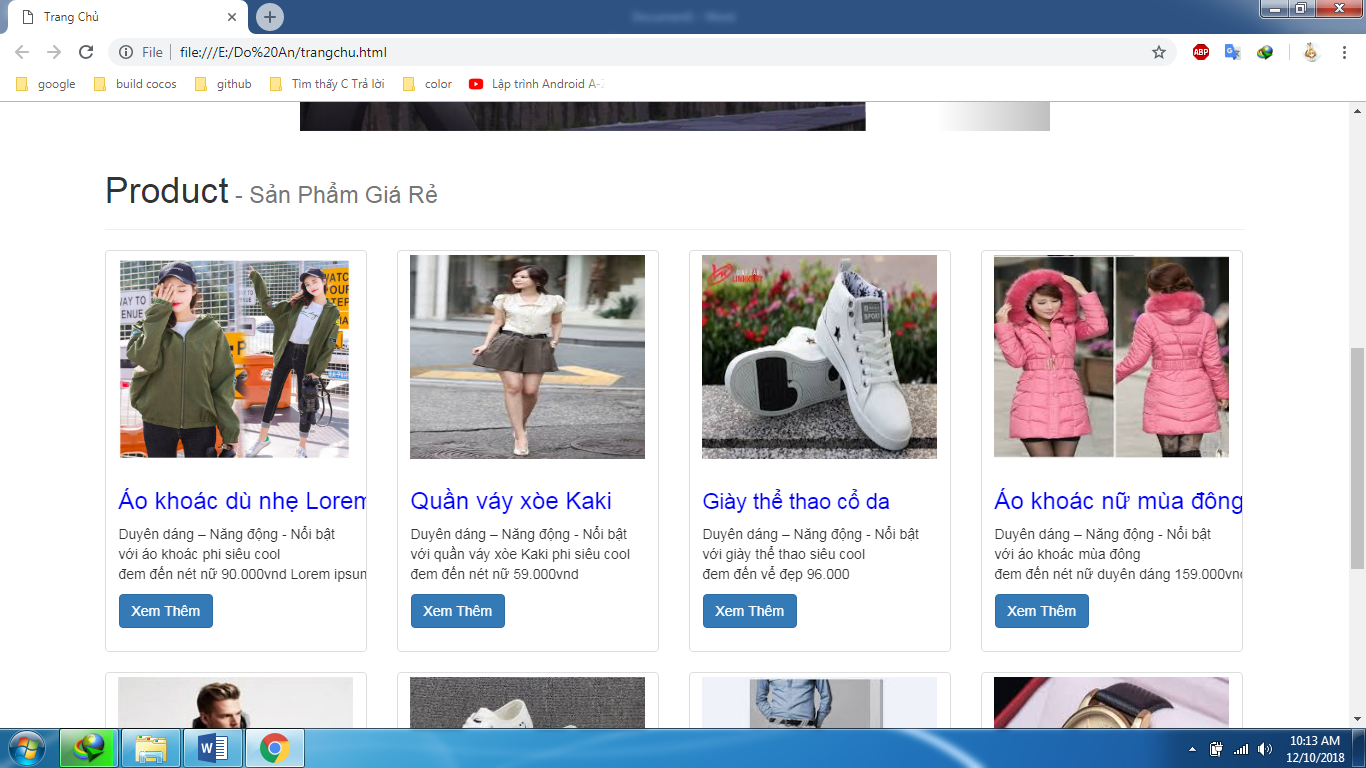 Trang Chủ
File
file:///E:/Do%20An/trangchu.html
ABP
google
build cocos
github
Tìm thấy C Trả lời
color
Lập trình Android A-
Product - Sản Phẩm Giá Rẻ
SPORT
Áo khoác dù nhẹ Lorem
Duyên dáng – Năng động - Nổi bật
với áo khoác phi siêu cool
đem đến nét nữ 90.000vnd Lorem ipsum
Xem Thêm
Quần váy xòe Kaki
Duyên dáng – Năng động - Nổi bật
với quần váy xòe Kaki phi siêu cool
đem đến nét nữ 59.000vnd
Xem Thêm
Giày thể thao cổ da
Duyên dáng – Năng động - Nổi bật
với giày thể thao siêu cool
đem đến vẻ đẹp 96.000
Xem Thêm
Áo khoác nữ mùa đông
Duyên dáng – Năng động - Nổi bật
với áo khoác mùa đông
đem đến nét nữ duyên dáng 159.000vnd
Xem Thêm
10:13 AM
12/10/2018